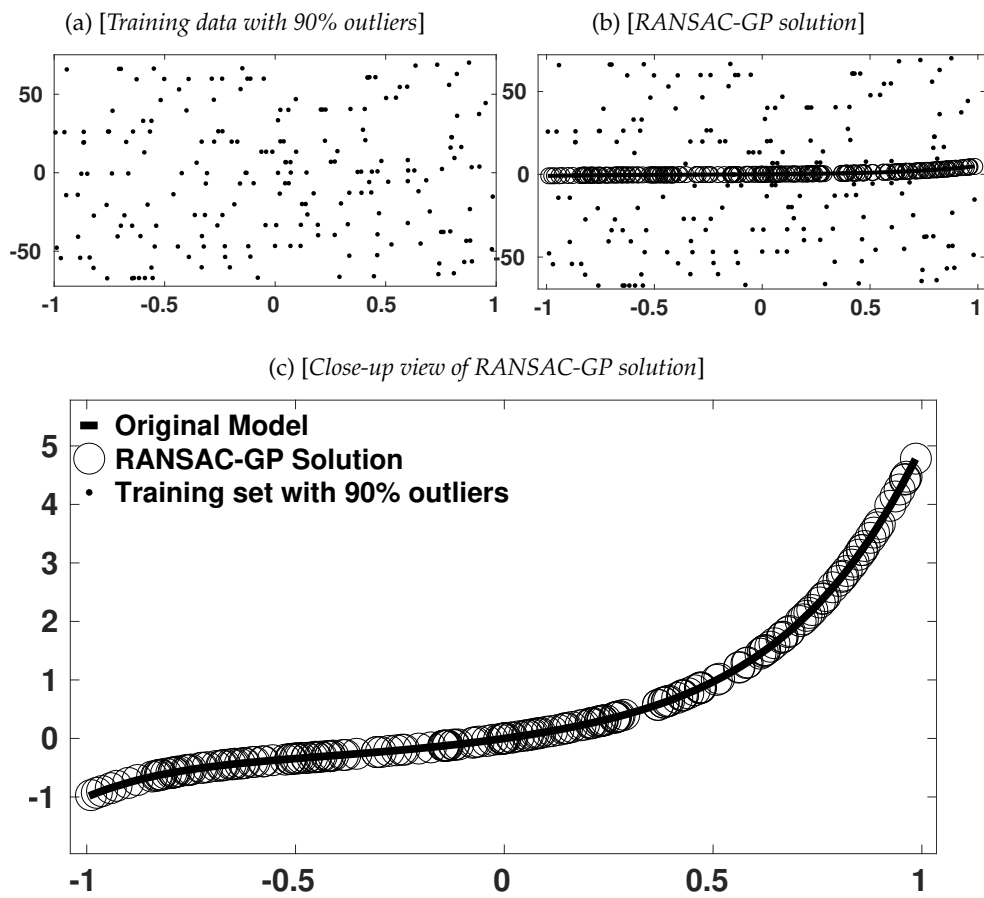 (a) [Training data with 90% outliers]
(b) [RANSAC-GP solution]
50
0
-50
-1 -0.5 0 0.5 1
50
0
-50
-1 -0.5 0 0.5 1
(c) [Close-up view of RANSAC-GP solution]
Original Model
RANSAC-GP Solution
Training set with 90% outliers
5
4
3
2
1
0
-1
-1 -0.5 0 0.5 1